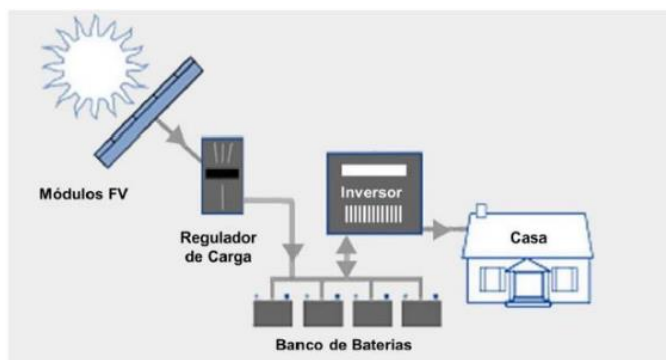 Módulos FV
Regulador
de Carga
Inversor
Casa
Banco de Baterias